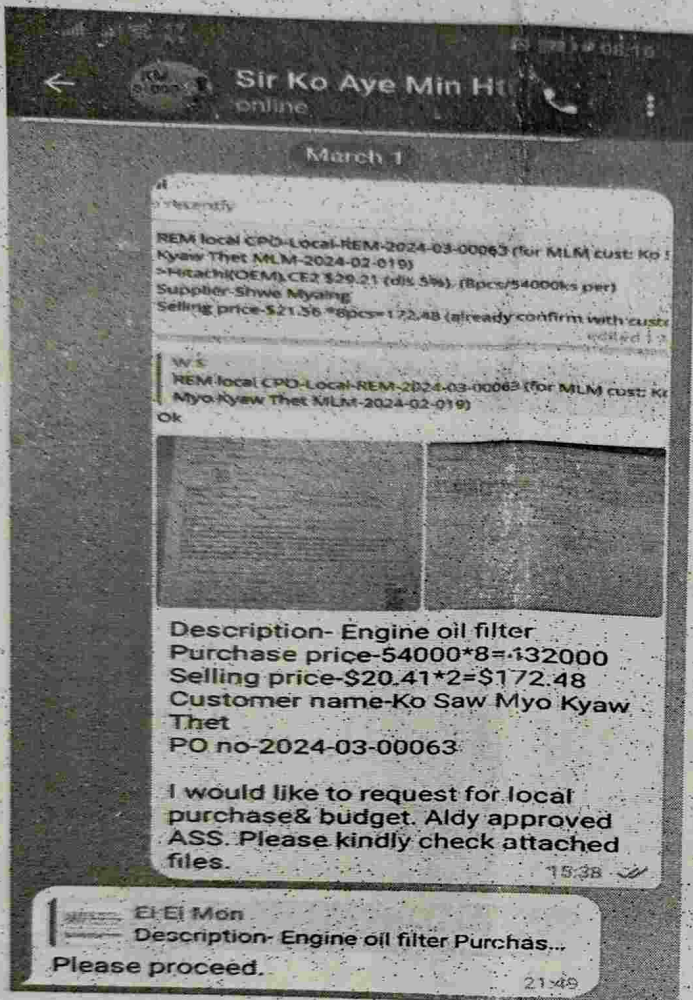 08:16
Sir Ko Aye Min Ht
online
March 1
recently
REM local CPO-Local-REM-2024-03-00063 (for MLM cust: Ko S
Kyaw Thet MLM-2024-02-019)
>Hitachi(OEM),CE2 $29.21 (dis 5%), (8pcs/54000ks per)
Supplier-Shwe Myaing
Selling price-$21.56 *8pcs=172.48 (already confirm with custo
edited
W s
REM local CPO-Local-REM-2024-03-00063 (for MLM cust: Ko
Myo Kyaw Thet MLM-2024-02-019)
Ok
Description- Engine oil filter
Purchase price-54000*8=132000
Selling price-$20.41*2=$172.48
Customer name-Ko Saw Myo Kyaw
Thet
PO no-2024-03-00063
I would like to request for local
purchase& budget. Aldy approved
ASS. Please kindly check attached
files.
15:38
Ei Ei Mon
Description- Engine oil filter Purchas...
Please proceed.
21:49